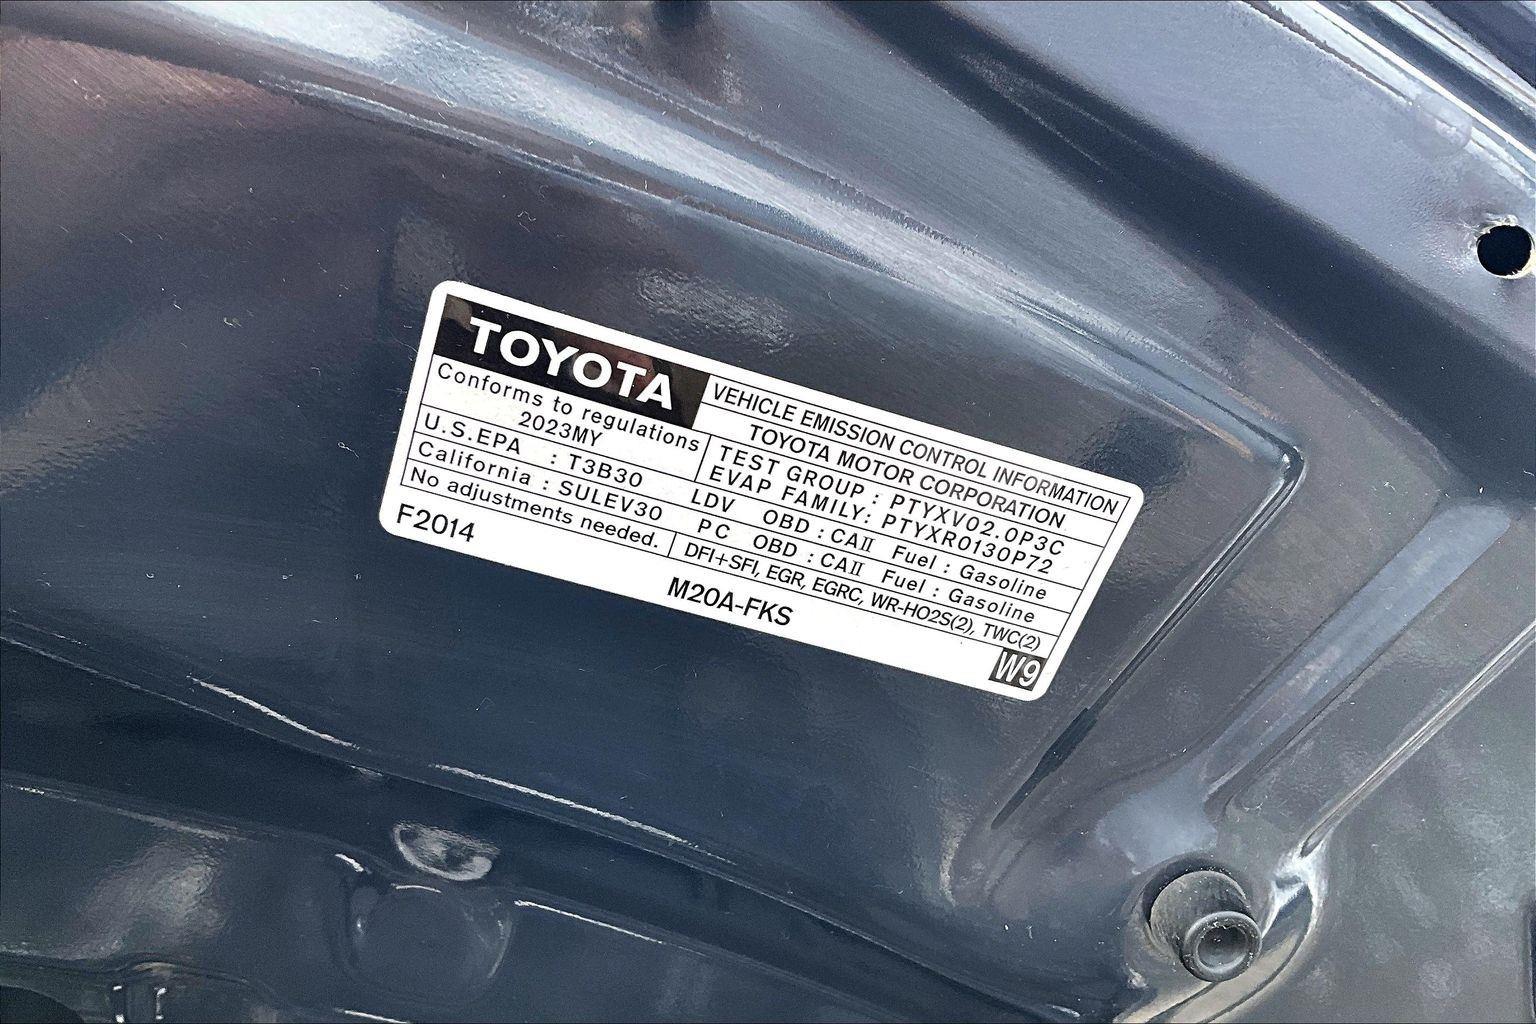 TOYOTA
VEHICLE EMISSION CONTROL INFORMATION
TOYOTA MOTOR CORPORATION
Conforms to regulations
2023MY
TEST GROUP : PTYXV02.0P3C
EVAP FAMILY: PTYXR0130P72
U.S.EPA : T3B30 LDV OBD : CAII Fuel : Gasoline
California : SULEV30 PC OBD : CAII Fuel : Gasoline
No adjustments needed. DFI+SFI, EGR, EGRC, WR-HO2S(2), TWC(2)
F2014 M20A-FKS W9